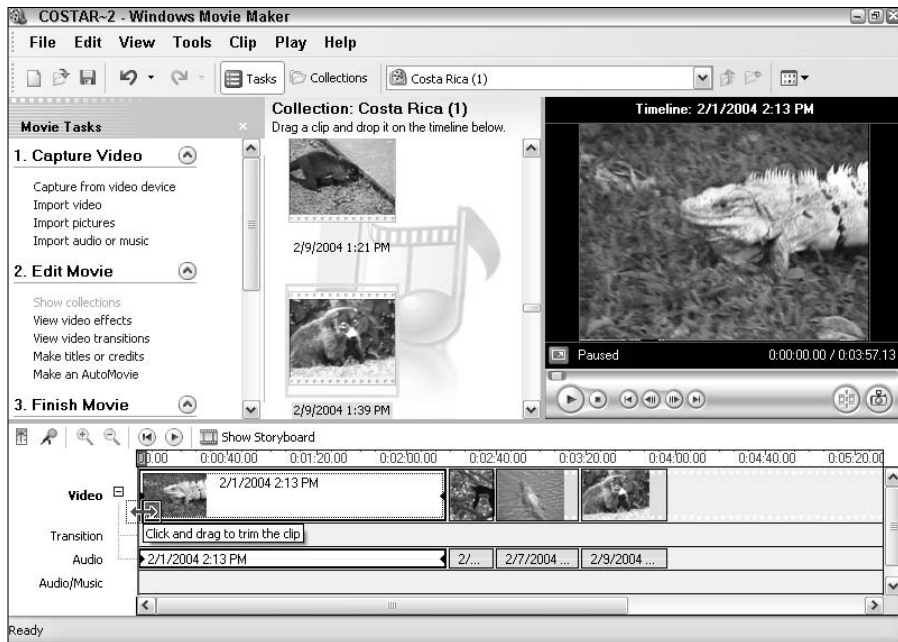 COSTAR~2 - Windows Movie Maker
File Edit View Tools Clip Play Help
Tasks Collections Costa Rica (1)
Movie Tasks
1. Capture Video
Capture from video device
Import video
Import pictures
Import audio or music
2. Edit Movie
Show collections
View video effects
View video transitions
Make titles or credits
Make an AutoMovie
3. Finish Movie
Collection: Costa Rica (1)
Drag a clip and drop it on the timeline below.
2/9/2004 1:21 PM
2/9/2004 1:39 PM
Timeline: 2/1/2004 2:13 PM
Paused 0:00:00.00 / 0:03:57.13
Show Storyboard
00.00 0:00:40.00 0:01:20.00 0:02:00.00 0:02:40.00 0:03:20.00 0:04:00.00 0:04:40.00 0:05:20.00
Video 2/1/2004 2:13 PM
Click and drag to trim the clip
Transition
Audio 2/1/2004 2:13 PM 2/... 2/7/2004 ... 2/9/2004 ...
Audio/Music
Ready